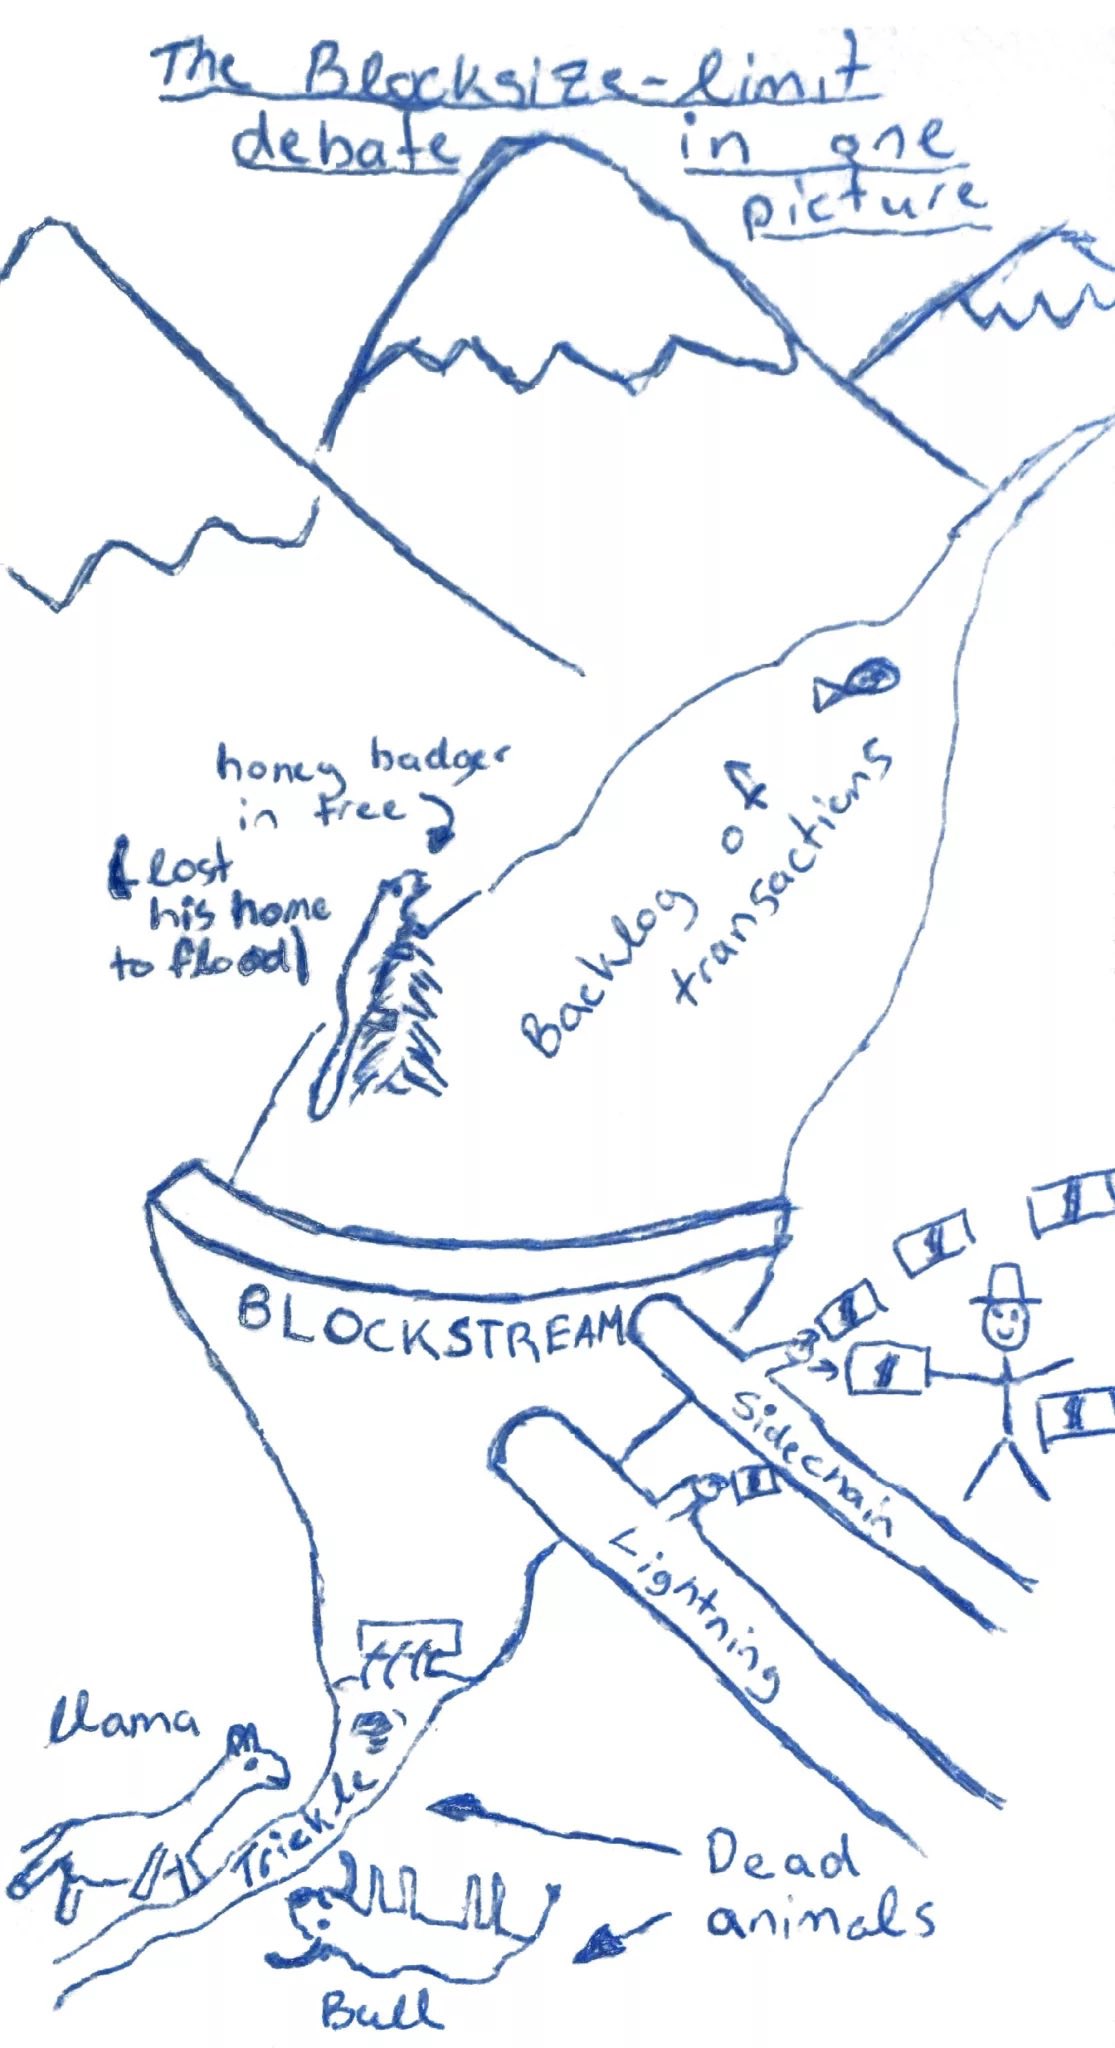 The Blocksize-limit
debate in one
picture
honey badger
in tree
(lost
his home
to flood)
Backlog of
transactions
BLOCKSTREAM
$
$
$
$
$
$
Sidechain
Lightning
llama
Trickle
Dead
animals
Bull